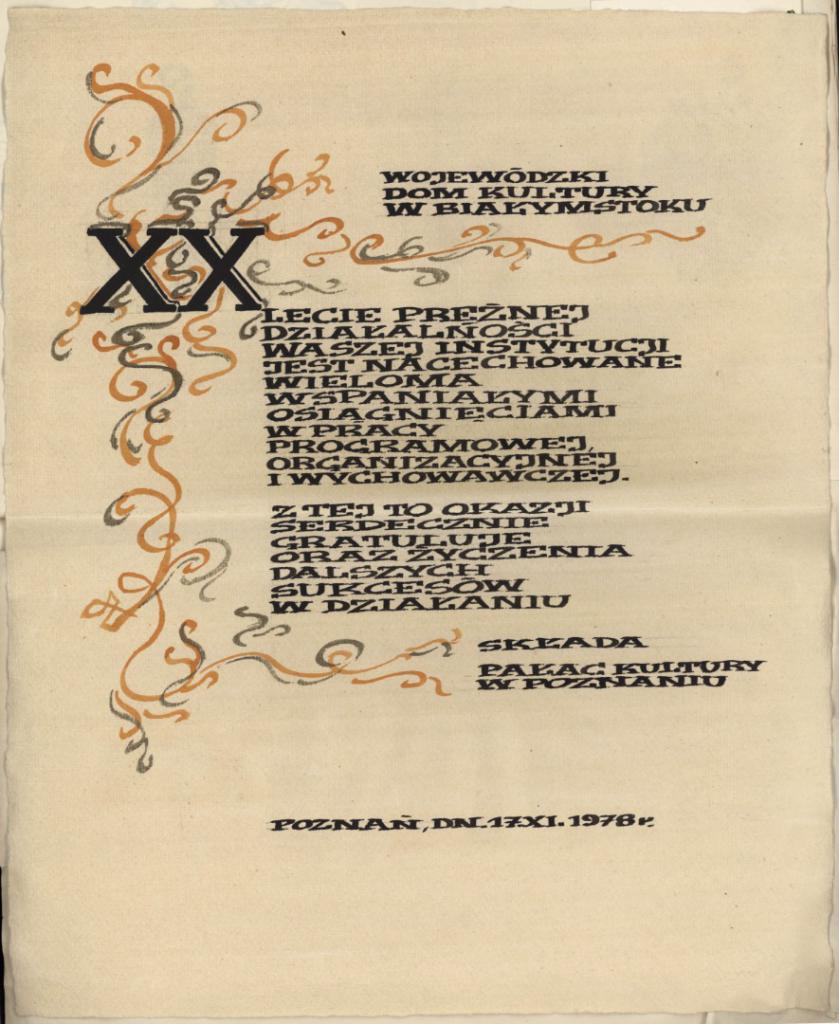 WOJEWÓDZKI
DOM KULTURY
W BIAŁYMSTOKU
XX
LECIE PRĘŻNEJ
DZIAŁALNOŚCI
WASZEJ INSTYTUCJI
JEST NACECHOWANE
WIELOMA
WSPANIAŁYMI
OSIĄGNIĘCIAMI
W PRACY
PROGRAMOWEJ,
ORGANIZACYJNEJ
I WYCHOWAWCZEJ.
Z TEJ TO OKAZJI
SERDECZNIE
GRATULUJE
ORAZ ŻYCZENIA
DALSZYCH
SUKCESÓW
W DZIAŁANIU
SKŁADA
PAŁAC KULTURY
W POZNANIU
POZNAŃ, DN. 17.XI. 1978 r.